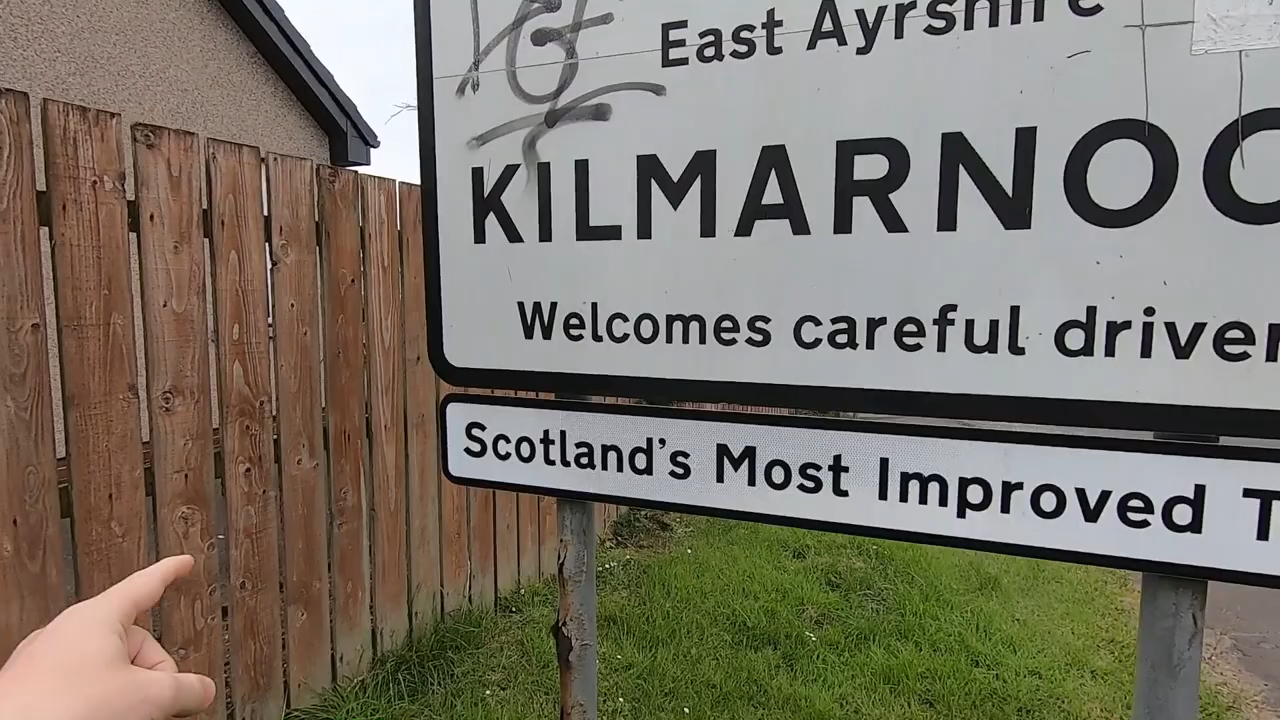 East Ayrshire
KILMARNOC
Welcomes careful driver
Scotland's Most Improved T